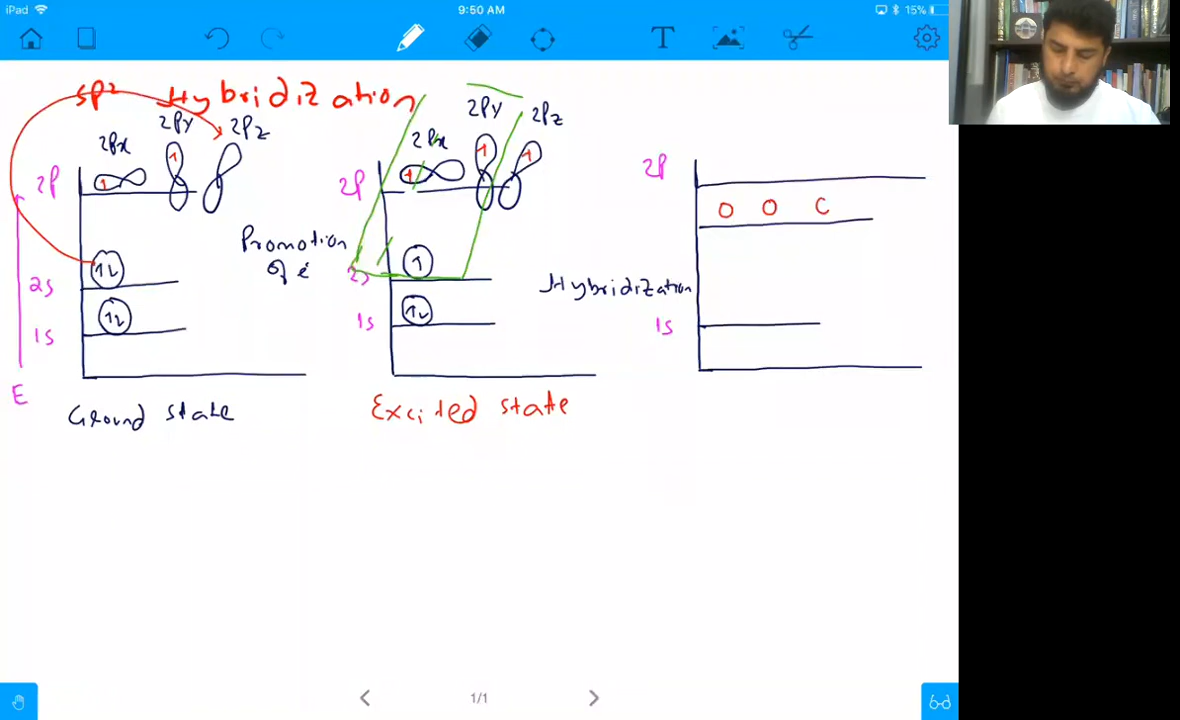 iPad
9:50 AM
15%
T
sp² Hybridization
2Px 2Py 2Pz
2P
2s
1s
E
Ground state
Promotion
of é
2Px 2Py 2Pz
2P
2s
1s
Excited state
Hybridization
2P
1s
1/1